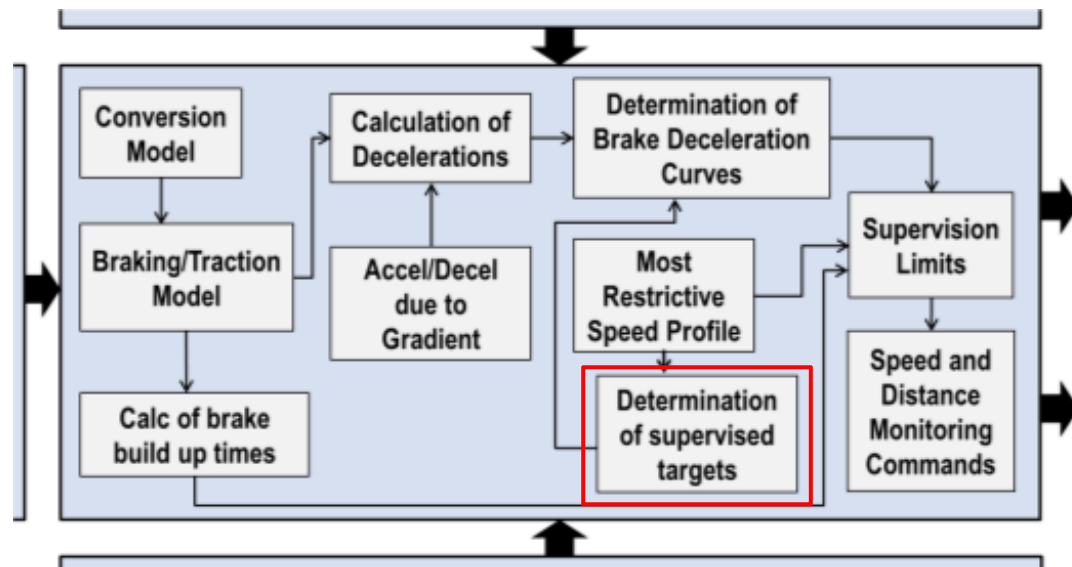 Conversion
Model
Calculation of
Decelerations
Determination of
Brake Deceleration
Curves
Braking/Traction
Model
Accel/Decel
due to
Gradient
Most
Restrictive
Speed Profile
Supervision
Limits
Calc of brake
build up times
Determination
of supervised
targets
Speed and
Distance
Monitoring
Commands